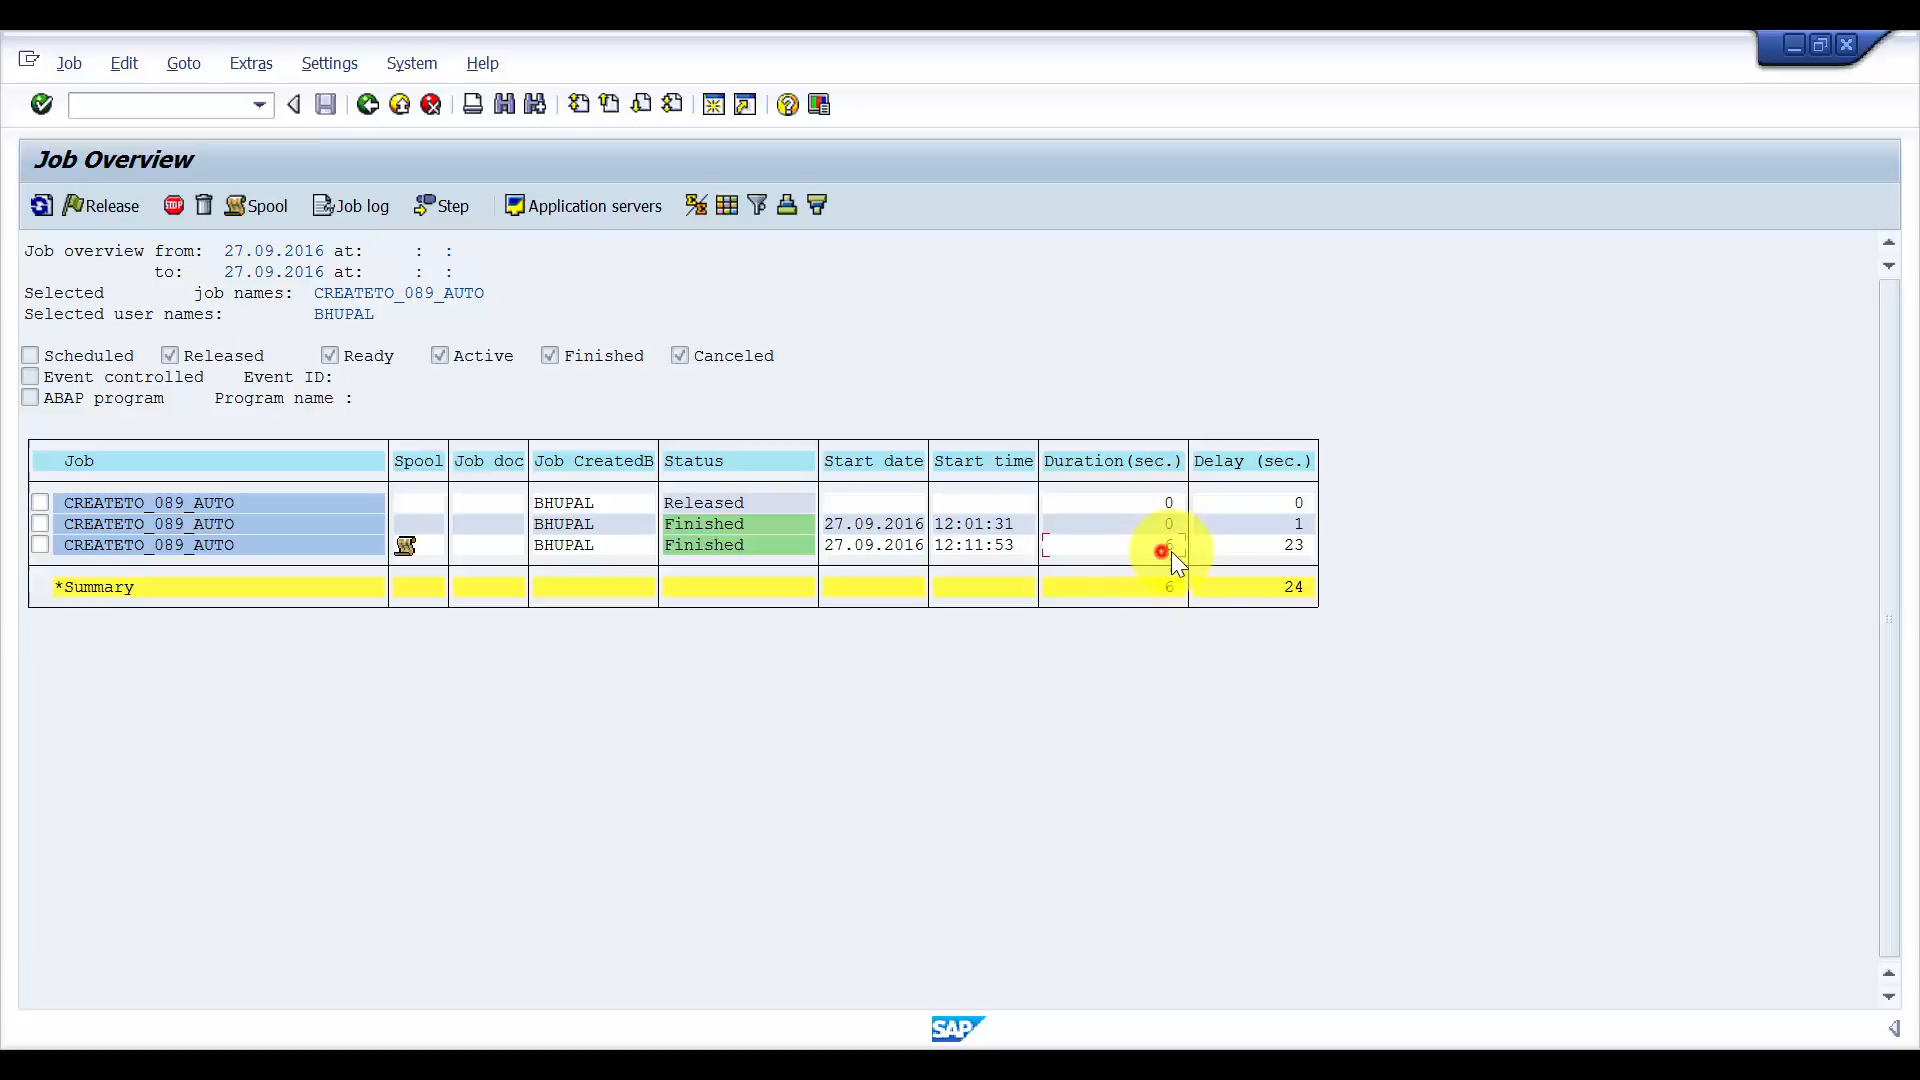 Job Edit Goto Extras Settings System Help
Job Overview
Release STOP Spool Job log Step Application servers
Job overview from: 27.09.2016 at: : :
to: 27.09.2016 at: : :
Selected job names: CREATETO_089_AUTO
Selected user names: BHUPAL
Scheduled Released Ready Active Finished Canceled
Event controlled Event ID:
ABAP program Program name :
Job Spool Job doc Job CreatedB Status Start date Start time Duration(sec.) Delay (sec.)
CREATETO_089_AUTO BHUPAL Released 0 0
CREATETO_089_AUTO BHUPAL Finished 27.09.2016 12:01:31 0 1
CREATETO_089_AUTO BHUPAL Finished 27.09.2016 12:11:53 6 23
*Summary 6 24
SAP